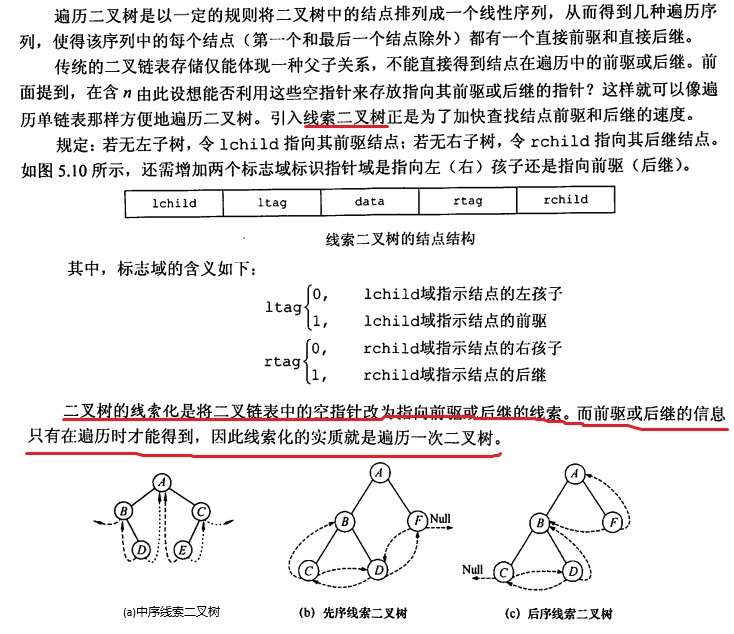 遍历二叉树是以一定的规则将二叉树中的结点排列成一个线性序列，从而得到几种遍历序
列，使得该序列中的每个结点（第一个和最后一个结点除外）都有一个直接前驱和直接后继。
传统的二叉链表存储仅能体现一种父子关系，不能直接得到结点在遍历中的前驱或后继。前
面提到，在含 n 由此设想能否利用这些空指针来存放指向其前驱或后继的指针？这样就可以像遍
历单链表那样方便地遍历二叉树。引入线索二叉树正是为了加快查找结点前驱和后继的速度。
规定：若无左子树，令 lchild 指向其前驱结点；若无右子树，令 rchild 指向其后继结点。
如图 5.10 所示，还需增加两个标志域标识指针域是指向左（右）孩子还是指向前驱（后继）。
lchild ltag data rtag rchild
线索二叉树的结点结构
其中，标志域的含义如下：
ltag { 0, lchild域指示结点的左孩子
1, lchild域指示结点的前驱
rtag { 0, rchild域指示结点的右孩子
1, rchild域指示结点的后继
二叉树的线索化是将二叉链表中的空指针改为指向前驱或后继的线索。而前驱或后继的信息
只有在遍历时才能得到，因此线索化的实质就是遍历一次二叉树。
A
B C
D E
(a)中序线索二叉树
A
B F Null
C D
(b) 先序线索二叉树
A
B F
Null C D
(c) 后序线索二叉树